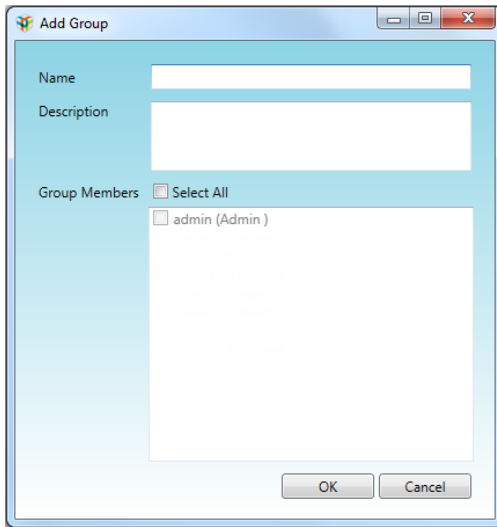 Add Group
Name
Description
Group Members Select All
admin (Admin )
OK Cancel